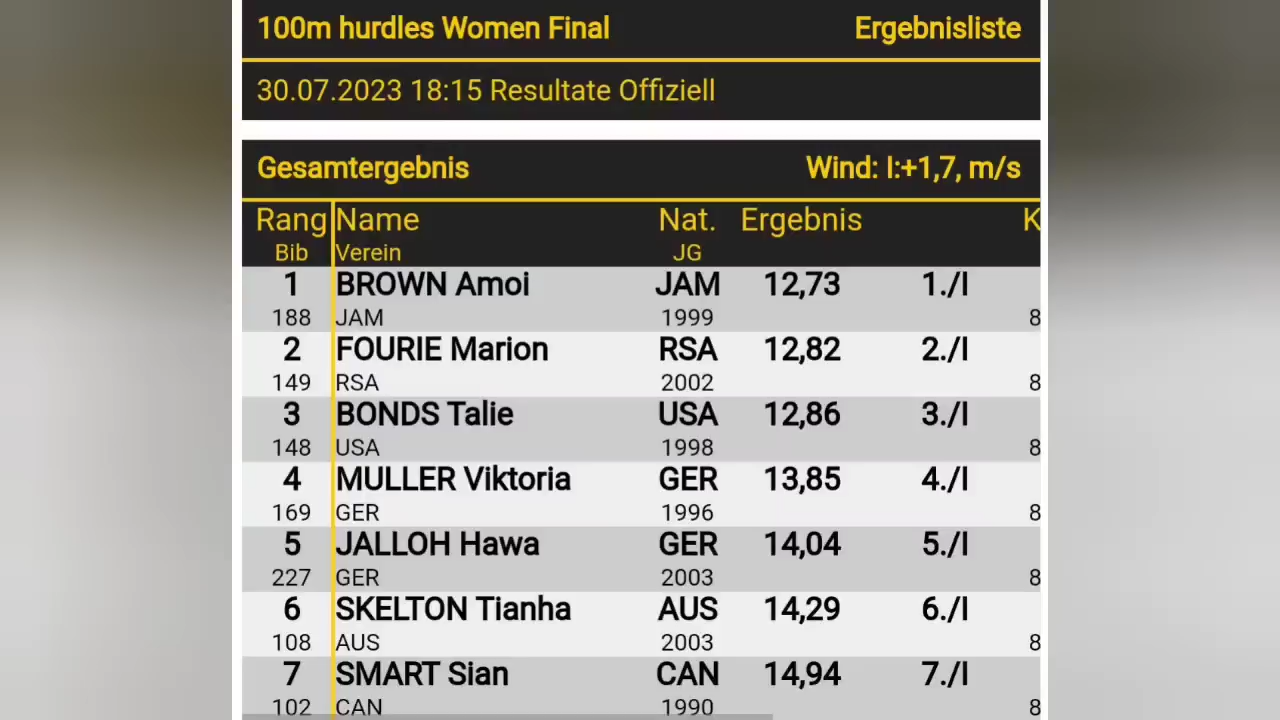 100m hurdles Women Final Ergebnisliste
30.07.2023 18:15 Resultate Offiziell
Gesamtergebnis Wind: I:+1,7, m/s
Rang Name Nat. Ergebnis K
Bib Verein JG
1 BROWN Amoi JAM 12,73 1./I
188 JAM 1999 8
2 FOURIE Marion RSA 12,82 2./I
149 RSA 2002 8
3 BONDS Talie USA 12,86 3./I
148 USA 1998 8
4 MULLER Viktoria GER 13,85 4./I
169 GER 1996 8
5 JALLOH Hawa GER 14,04 5./I
227 GER 2003 8
6 SKELTON Tianha AUS 14,29 6./I
108 AUS 2003 8
7 SMART Sian CAN 14,94 7./I
102 CAN 1990 8